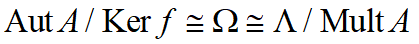 Aut A / Ker f ≅ Ω ≅ Λ / Mult A